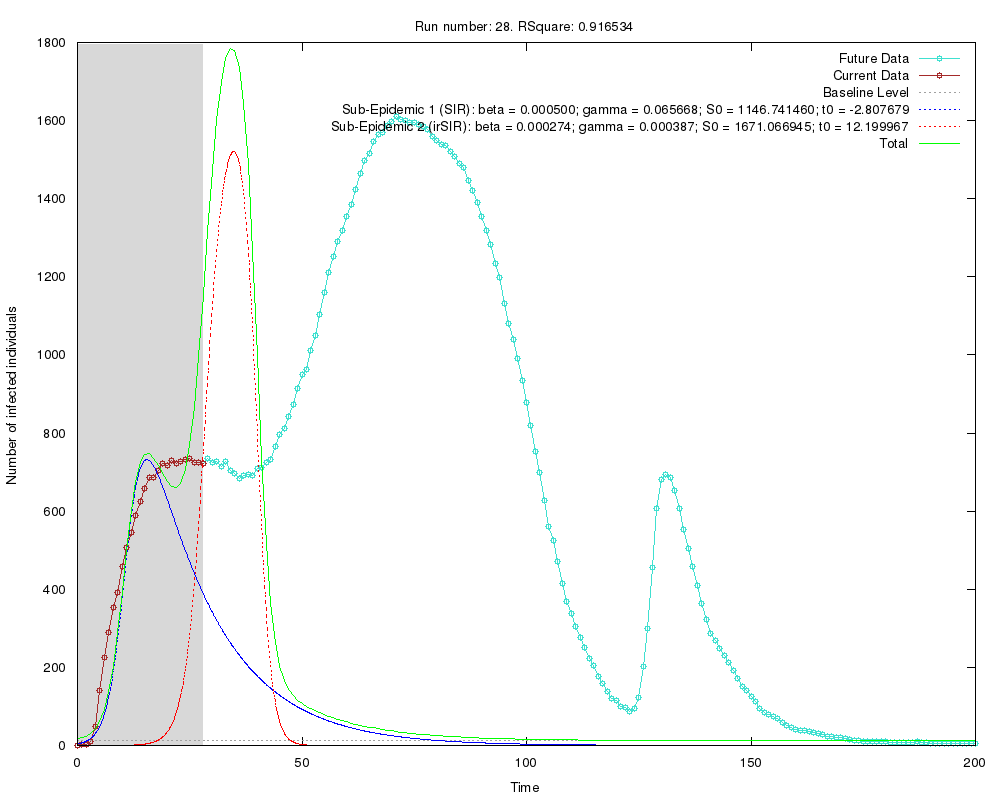 Run number: 28. RSquare: 0.916534
Future Data
Current Data
Baseline Level
Sub-Epidemic 1 (SIR): beta = 0.000500; gamma = 0.065668; S0 = 1146.741460; t0 = -2.807679
Sub-Epidemic 2 (irSIR): beta = 0.000274; gamma = 0.000387; S0 = 1671.066945; t0 = 12.199967
Total
1800
1600
1400
1200
1000
800
600
400
200
0
Number of infected individuals
0 50 100 150 200
Time